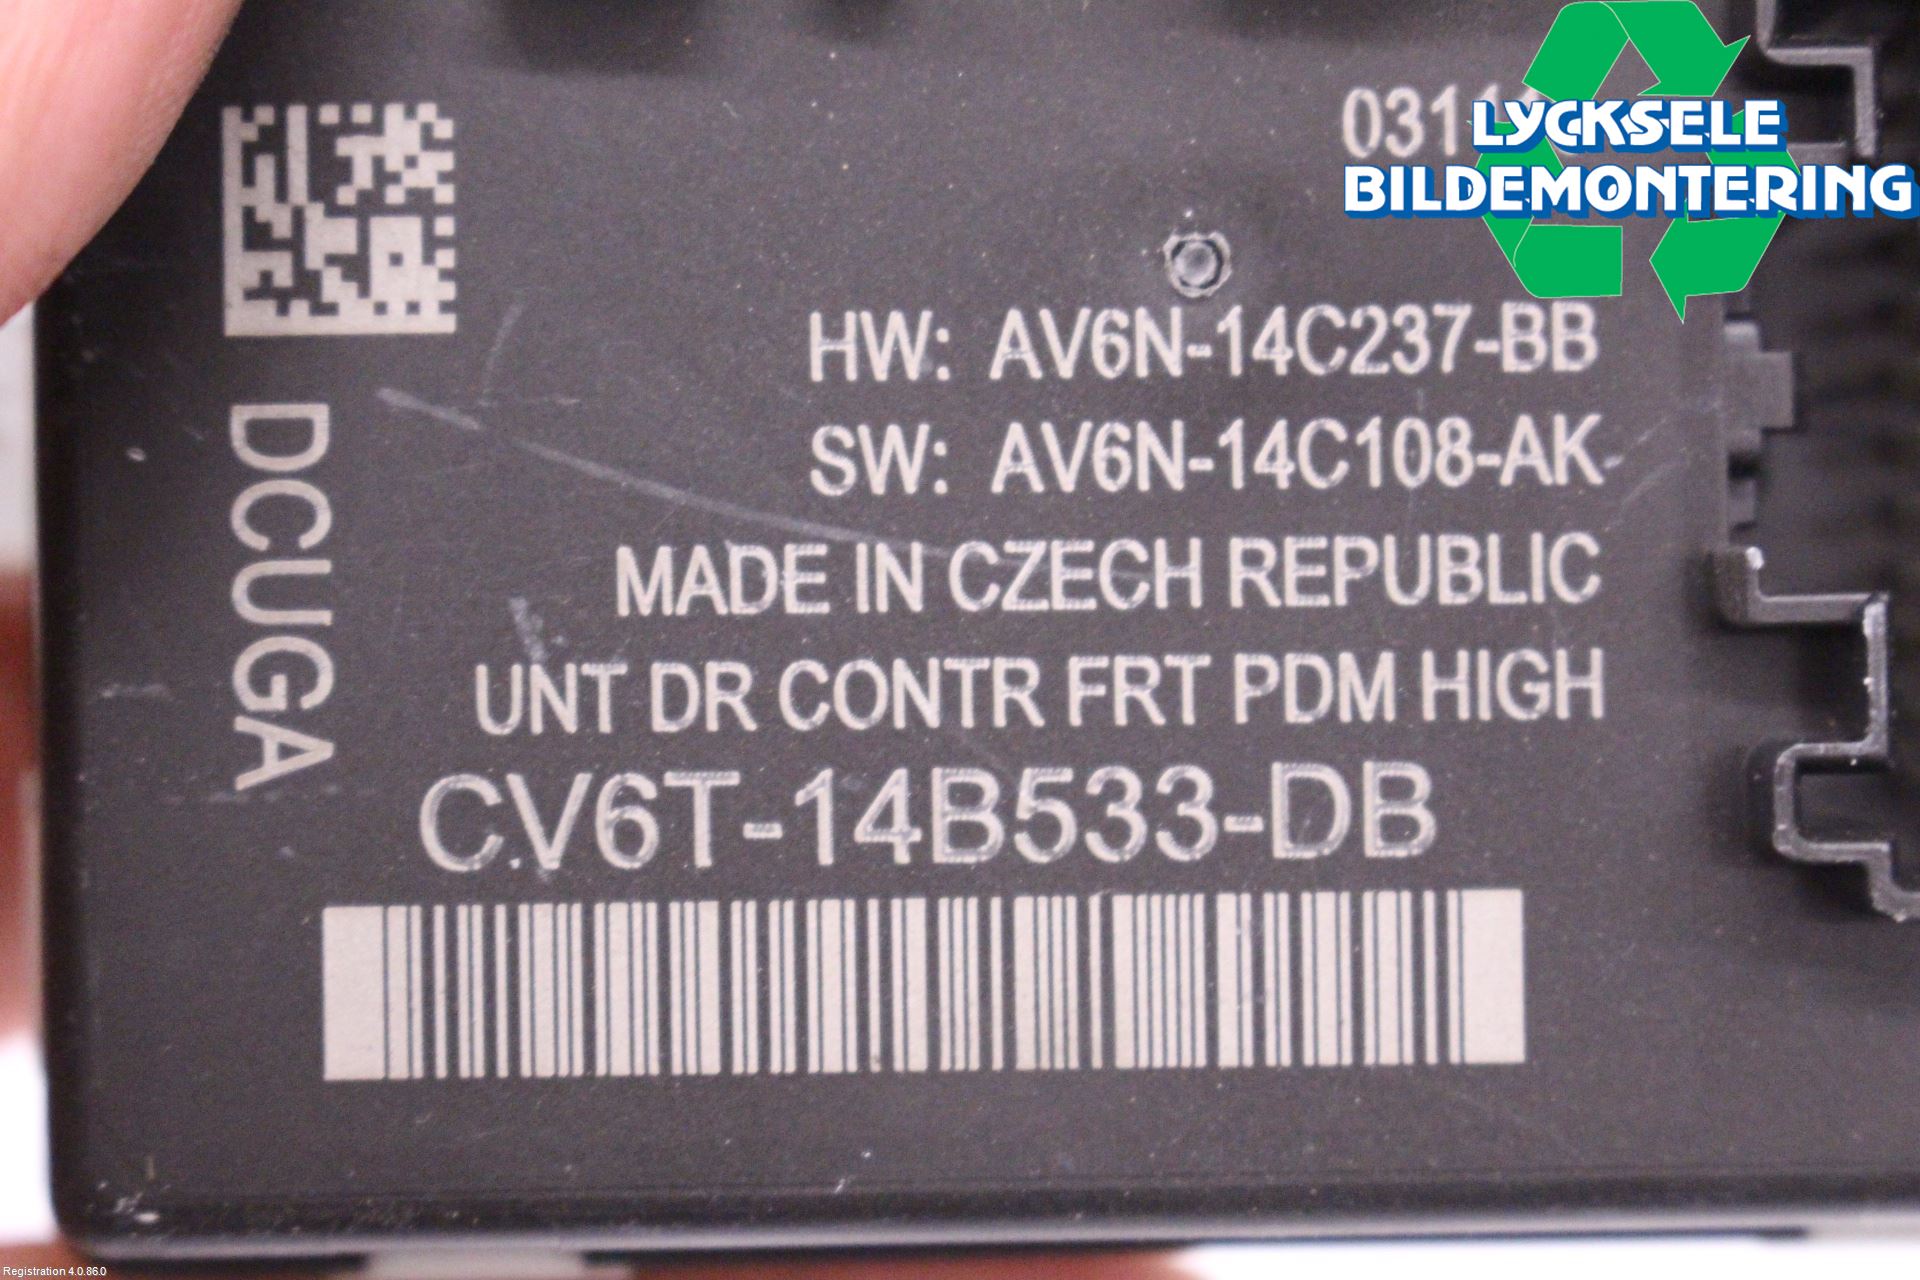 LYCKSELE
BILDEMONTERING
HW: AV6N-14C237-BB
SW: AV6N-14C108-AK
MADE IN CZECH REPUBLIC
UNT DR CONTR FRT PDM HIGH
CV6T-14B533-DB
DCUGA
Registration 4.0.86.0